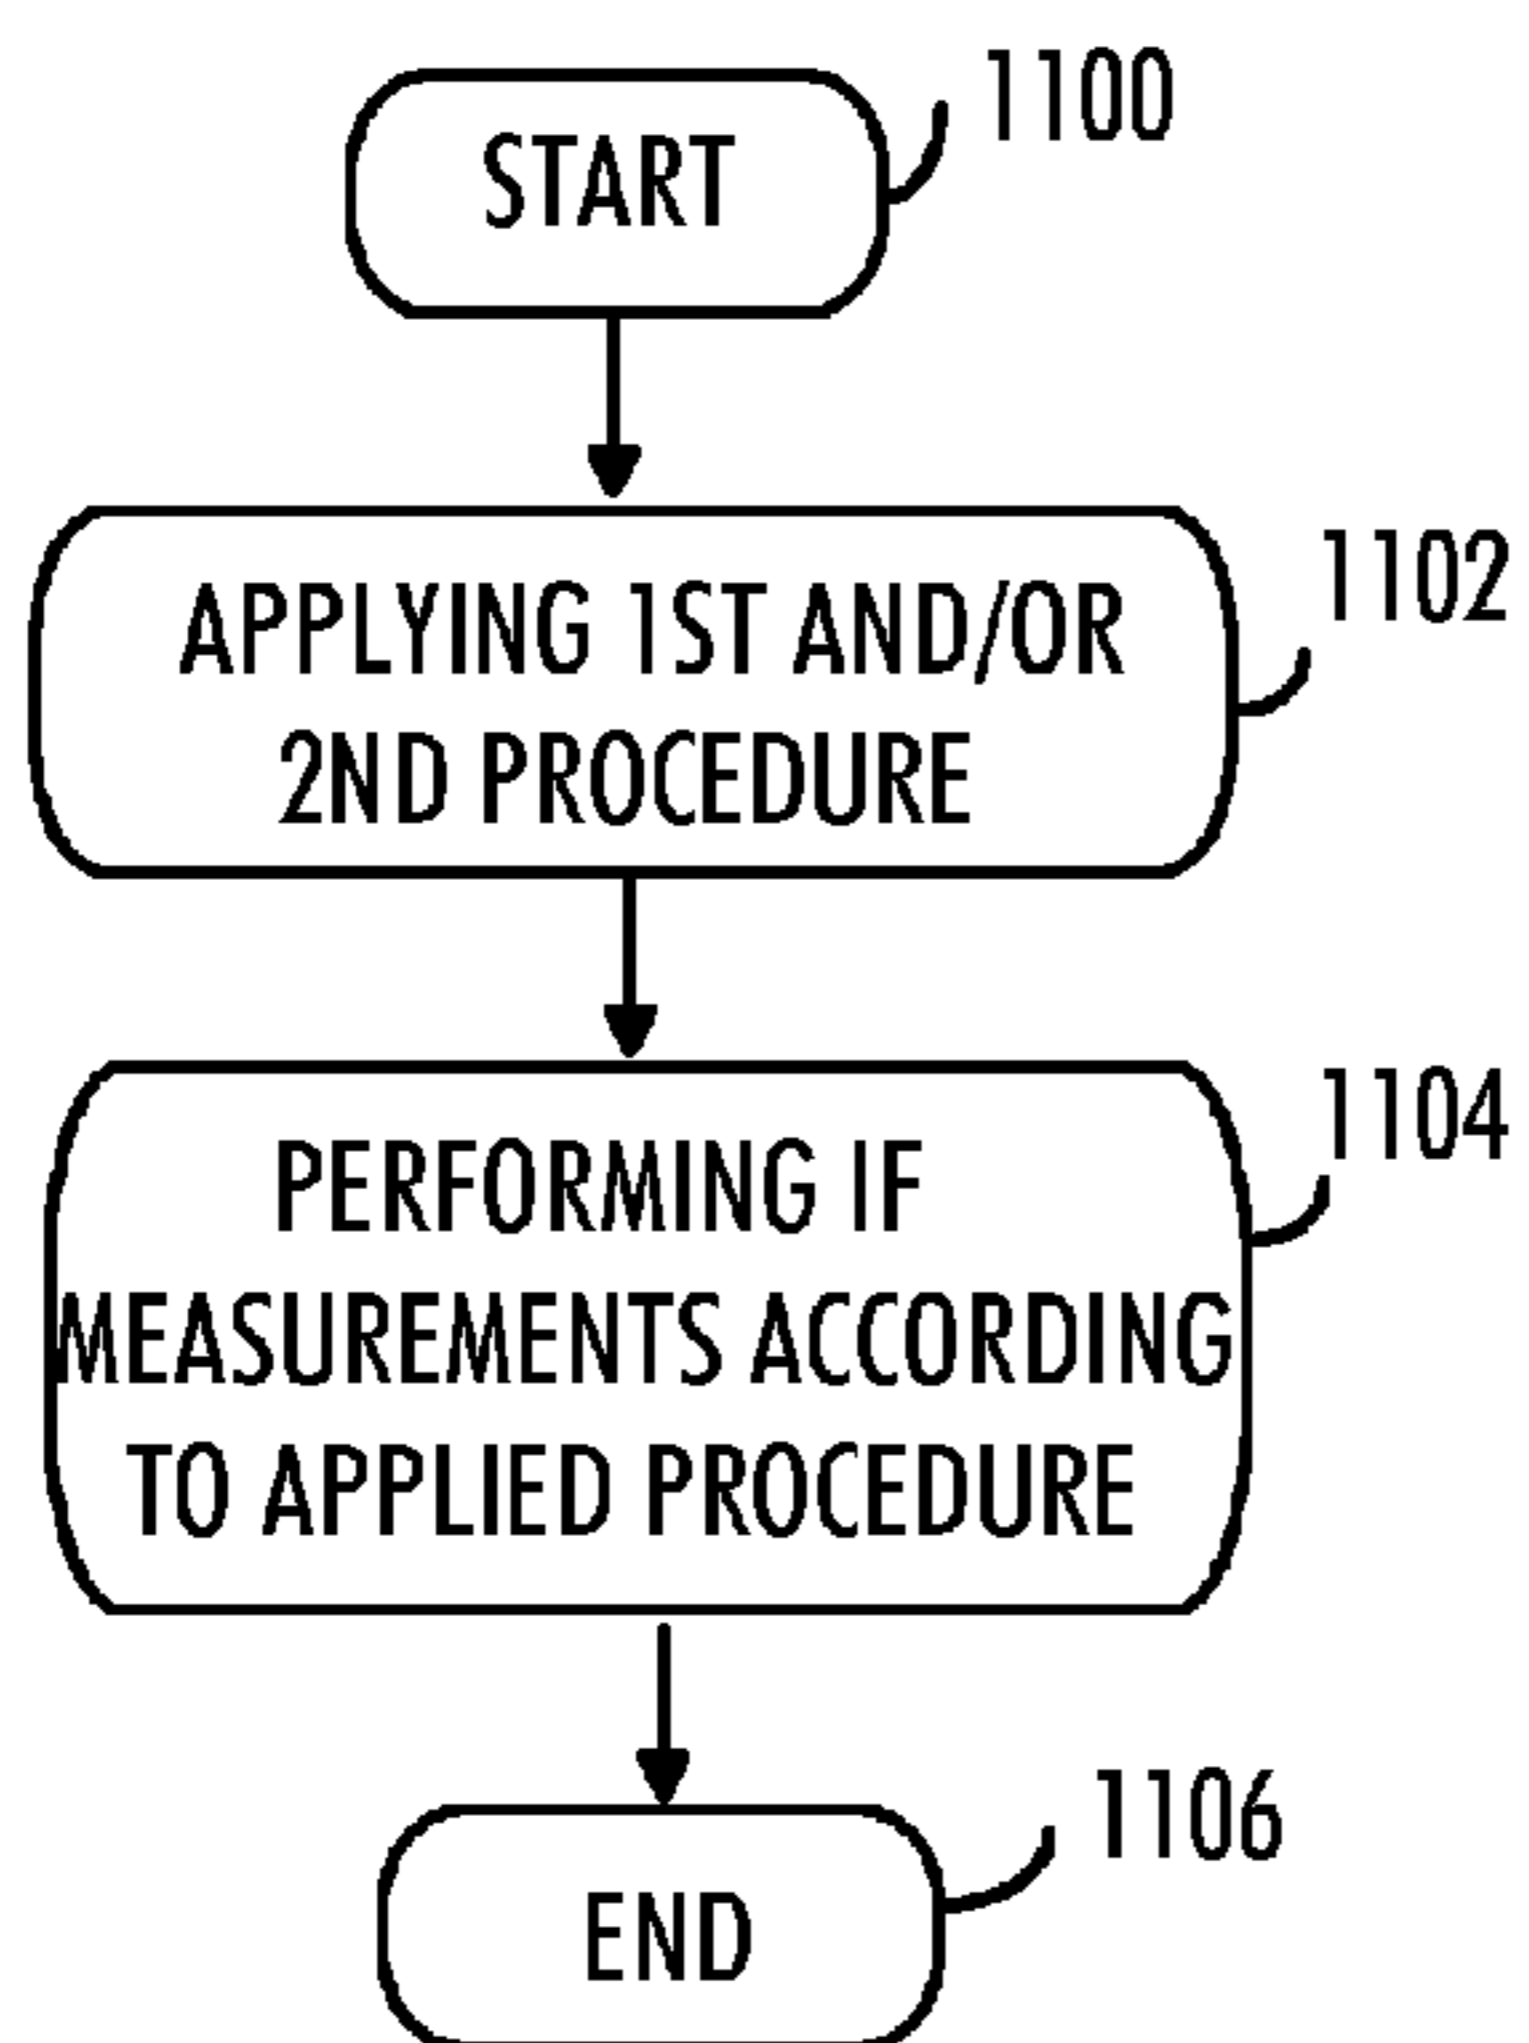 1100
START
1102
APPLYING 1ST AND/OR
2ND PROCEDURE
1104
PERFORMING IF
MEASUREMENTS ACCORDING
TO APPLIED PROCEDURE
1106
END